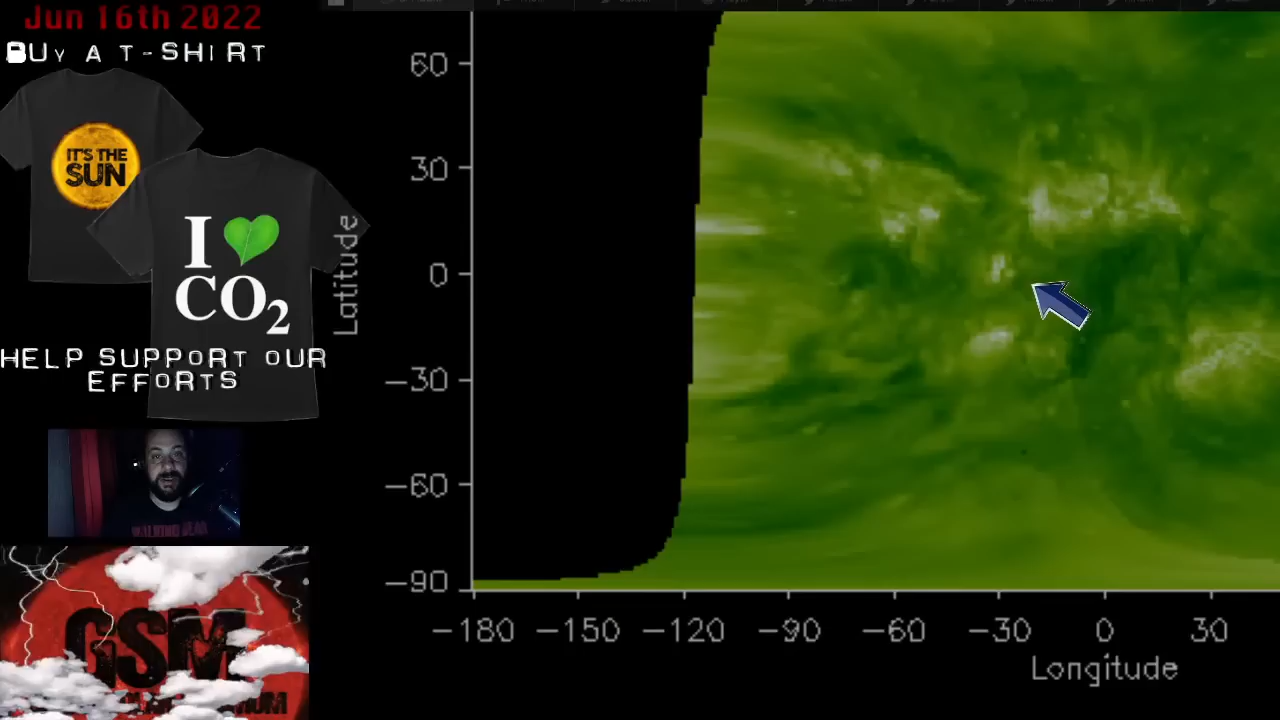 Jun 16th 2022
BUY A T-SHIRT
IT'S THE
SUN
I
CO2
HELP SUPPORT OUR
EFFORTS
GSM
Latitude
60
30
0
−30
−60
−90
−180 −150 −120 −90 −60 −30 0 30
Longitude